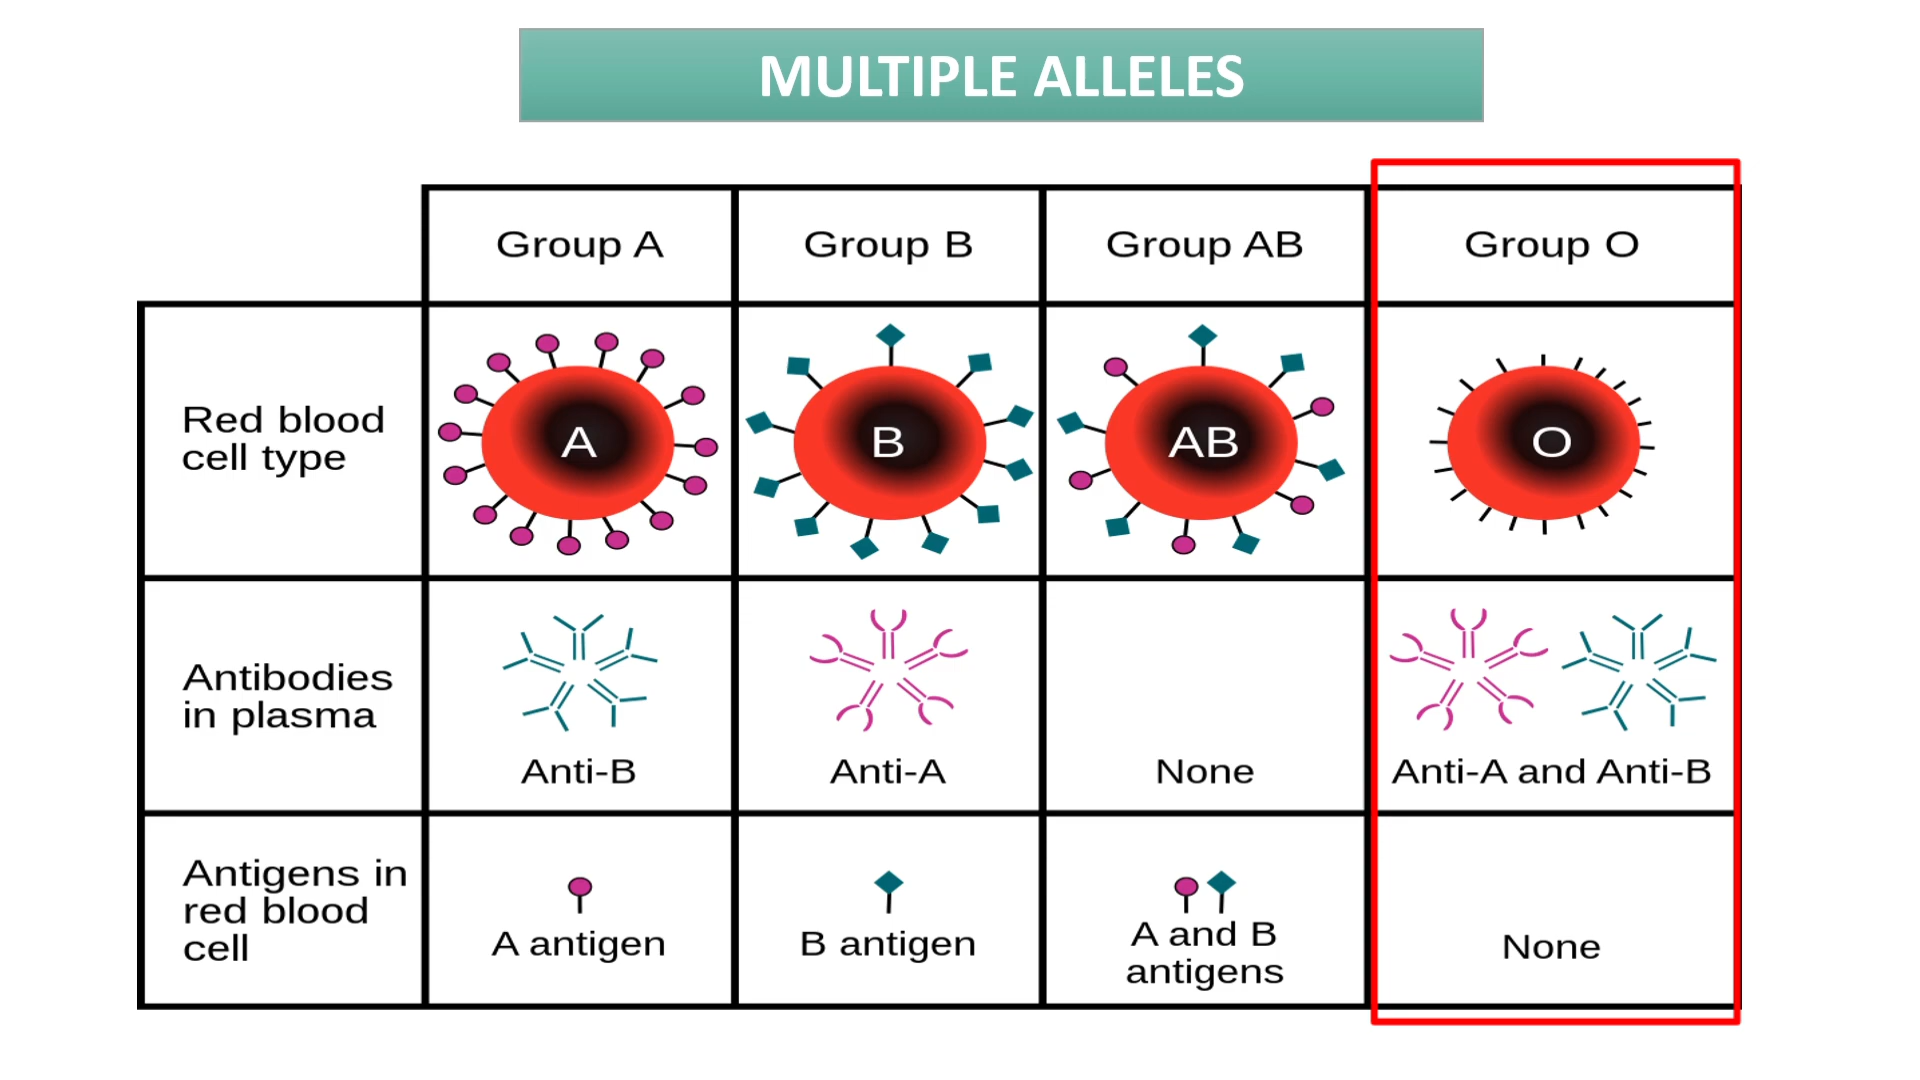 MULTIPLE ALLELES
Group A
Group B
Group AB
Group O
Red blood
cell type
A
B
AB
O
Antibodies
in plasma
Anti-B
Anti-A
None
Anti-A and Anti-B
Antigens in
red blood
cell
A antigen
B antigen
A and B
antigens
None